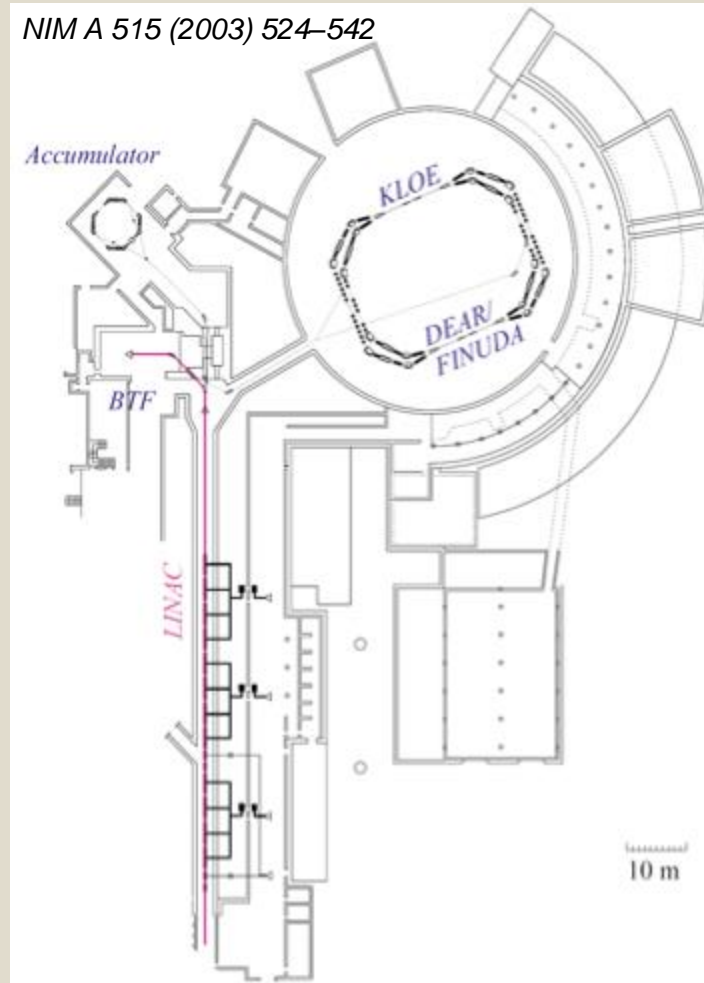 NIM A 515 (2003) 524–542
Accumulator
KLOE
DEAR/
FINUDA
BTF
LINAC
10 m